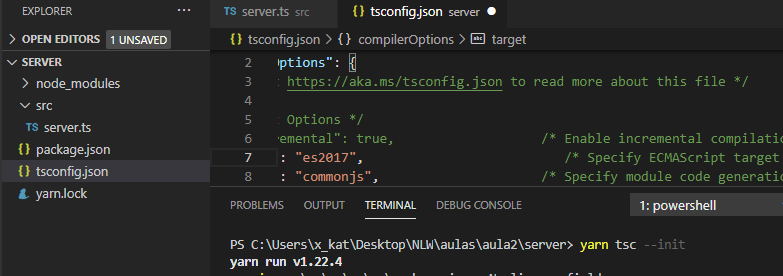 EXPLORER
OPEN EDITORS 1 UNSAVED
SERVER
node_modules
src
TS server.ts
{} package.json
{} tsconfig.json
yarn.lock
TS server.ts src
{} tsconfig.json server
{} tsconfig.json > {} compilerOptions > abc target
2 Options": {
3 https://aka.ms/tsconfig.json to read more about this file */
4
5 Options */
6 remental": true, /* Enable incremental compilatio
7 : "es2017", /* Specify ECMAScript target
8 : "commonjs", /* Specify module code generatio
PROBLEMS OUTPUT TERMINAL DEBUG CONSOLE 1: powershell
PS C:\Users\x_kat\Desktop\NLW\aulas\aula2\server> yarn tsc --init
yarn run v1.22.4